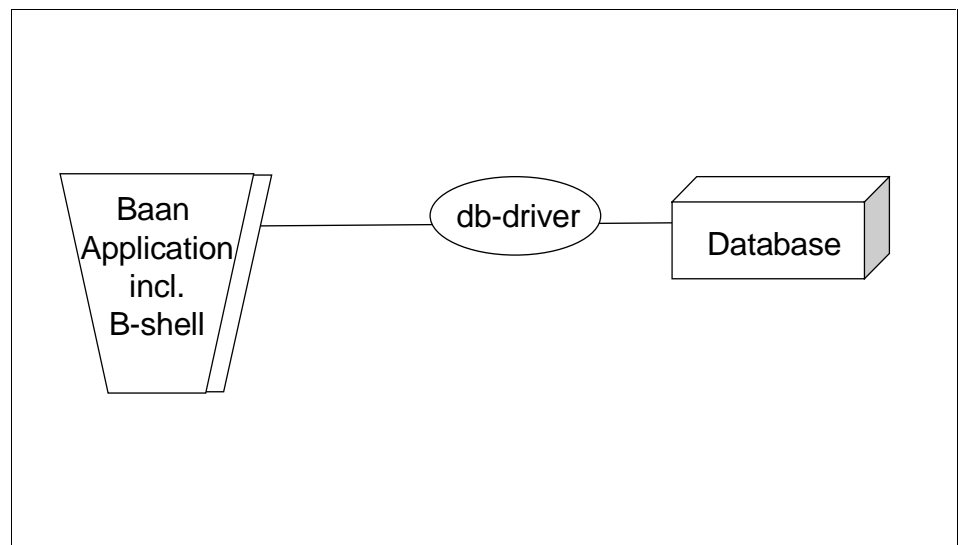 Baan
Application
incl.
B-shell
db-driver
Database